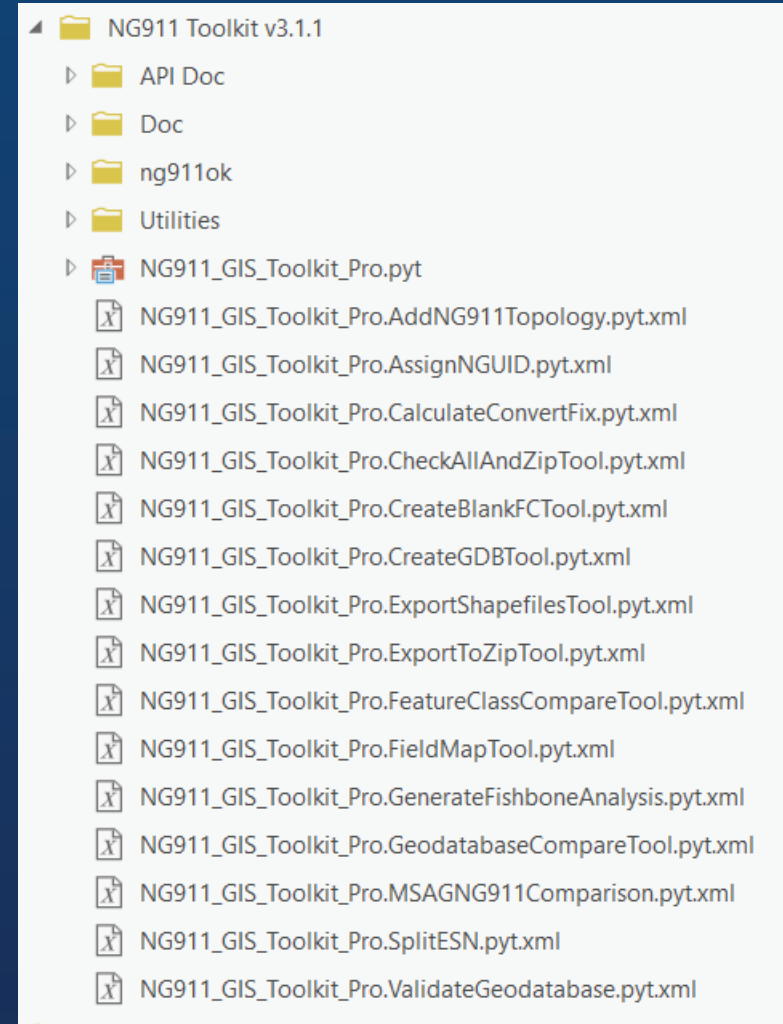 NG911 Toolkit v3.1.1
API Doc
Doc
ng911ok
Utilities
NG911_GIS_Toolkit_Pro.pyt
NG911_GIS_Toolkit_Pro.AddNG911Topology.pyt.xml
NG911_GIS_Toolkit_Pro.AssignNGUID.pyt.xml
NG911_GIS_Toolkit_Pro.CalculateConvertFix.pyt.xml
NG911_GIS_Toolkit_Pro.CheckAllAndZipTool.pyt.xml
NG911_GIS_Toolkit_Pro.CreateBlankFCTool.pyt.xml
NG911_GIS_Toolkit_Pro.CreateGDBTool.pyt.xml
NG911_GIS_Toolkit_Pro.ExportShapefilesTool.pyt.xml
NG911_GIS_Toolkit_Pro.ExportToZipTool.pyt.xml
NG911_GIS_Toolkit_Pro.FeatureClassCompareTool.pyt.xml
NG911_GIS_Toolkit_Pro.FieldMapTool.pyt.xml
NG911_GIS_Toolkit_Pro.GenerateFishboneAnalysis.pyt.xml
NG911_GIS_Toolkit_Pro.GeodatabaseCompareTool.pyt.xml
NG911_GIS_Toolkit_Pro.MSAGNG911Comparison.pyt.xml
NG911_GIS_Toolkit_Pro.SplitESN.pyt.xml
NG911_GIS_Toolkit_Pro.ValidateGeodatabase.pyt.xml